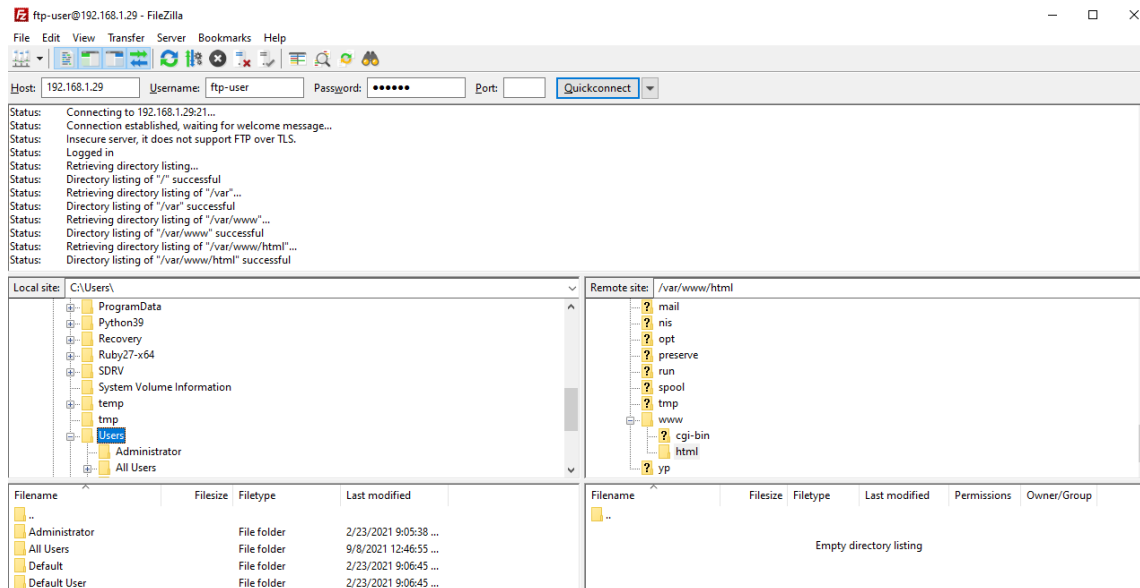 ftp-user@192.168.1.29 - FileZilla
File Edit View Transfer Server Bookmarks Help
Host: 192.168.1.29 Username: ftp-user Password: ●●●●●● Port: Quickconnect
Status: Connecting to 192.168.1.29:21...
Status: Connection established, waiting for welcome message...
Status: Insecure server, it does not support FTP over TLS.
Status: Logged in
Status: Retrieving directory listing...
Status: Directory listing of "/" successful
Status: Retrieving directory listing of "/var"...
Status: Directory listing of "/var" successful
Status: Retrieving directory listing of "/var/www"...
Status: Directory listing of "/var/www" successful
Status: Retrieving directory listing of "/var/www/html"...
Status: Directory listing of "/var/www/html" successful
Local site: C:\Users\
ProgramData
Python39
Recovery
Ruby27-x64
SDRV
System Volume Information
temp
tmp
Users
Administrator
All Users
Filename Filesize Filetype Last modified
..
Administrator File folder 2/23/2021 9:05:38 ...
All Users File folder 9/8/2021 12:46:55 ...
Default File folder 2/23/2021 9:06:45 ...
Default User File folder 2/23/2021 9:06:45 ...
Remote site: /var/www/html
? mail
? nis
? opt
? preserve
? run
? spool
? tmp
www
? cgi-bin
html
? yp
Filename Filesize Filetype Last modified Permissions Owner/Group
..
Empty directory listing